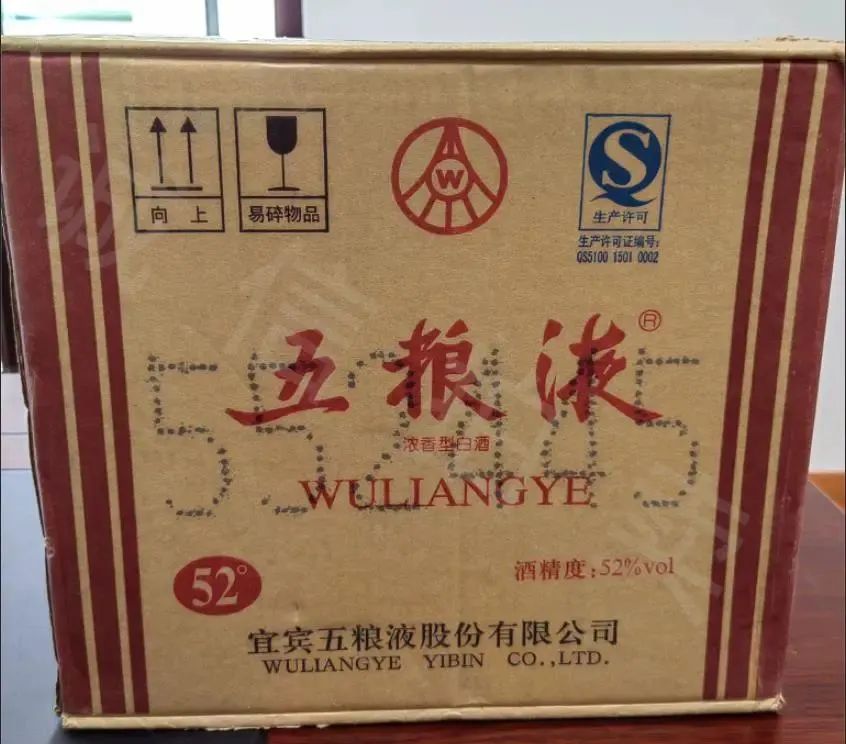 向上
易碎物品
W
S
生产许可
生产许可证编号:
QS5100 1501 0002
五粮液®
浓香型白酒
WULIANGYE
52°
酒精度:52%vol
宜宾五粮液股份有限公司
WULIANGYE YIBIN CO.,LTD.